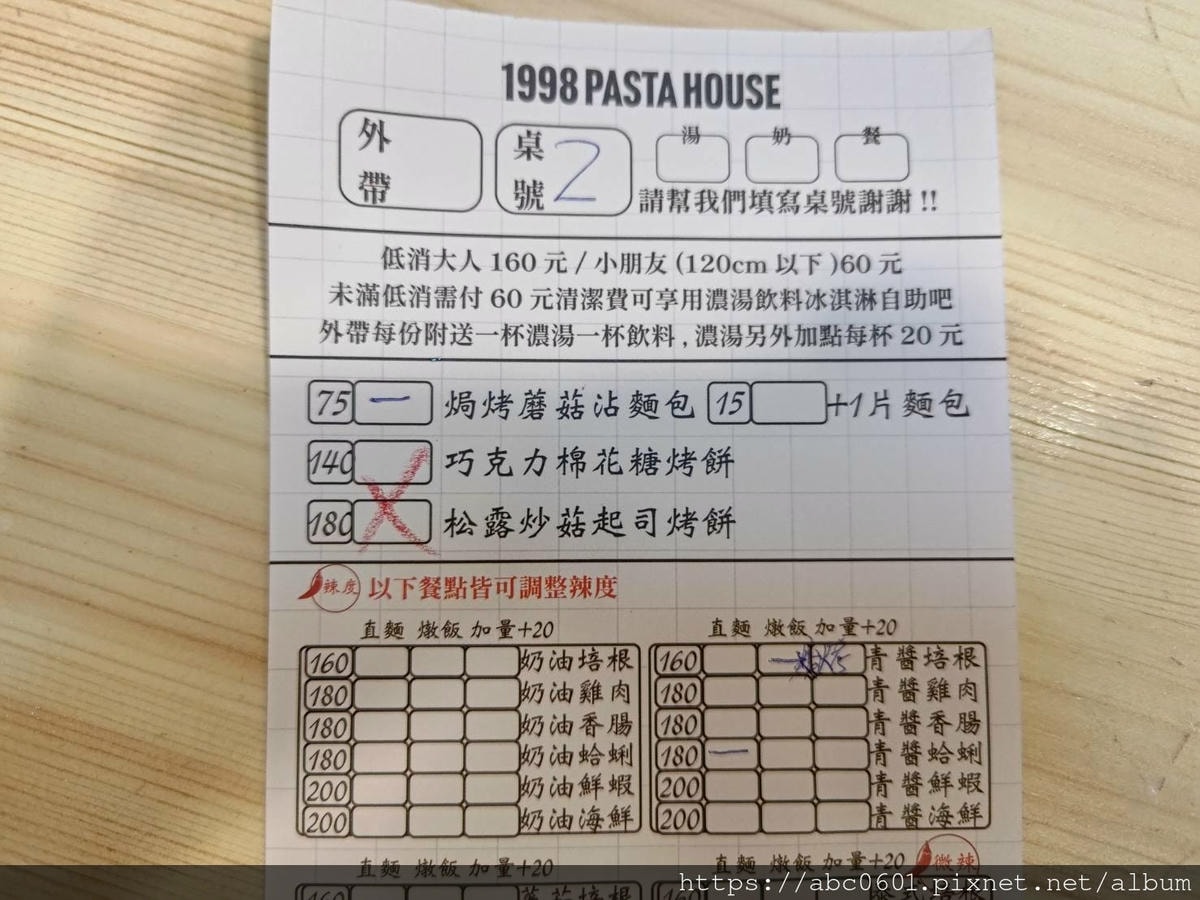 1998 PASTA HOUSE
外帶 桌號 2 湯 奶 餐
請幫我們填寫桌號謝謝!!
低消大人 160 元 / 小朋友 (120cm 以下 )60 元
未滿低消需付 60 元清潔費可享用濃湯飲料冰淇淋自助吧
外帶每份附送一杯濃湯一杯飲料 , 濃湯另外加點每杯 20 元
75 一 焗烤蘑菇沾麵包 15 +1片麵包
140 巧克力棉花糖烤餅
180 松露炒菇起司烤餅
辣度 以下餐點皆可調整辣度
直麵 燉飯 加量+20
160 奶油培根
180 奶油雞肉
180 奶油香腸
180 奶油蛤蜊
200 奶油鮮蝦
200 奶油海鮮
直麵 燉飯 加量+20
160 一 青醬培根
180 青醬雞肉
180 青醬香腸
180 一 青醬蛤蜊
200 青醬鮮蝦
200 青醬海鮮
直麵 燉飯 加量+20
160
直麵 燉飯 加量+20 微辣
160
https://abc0601.pixnet.net/album